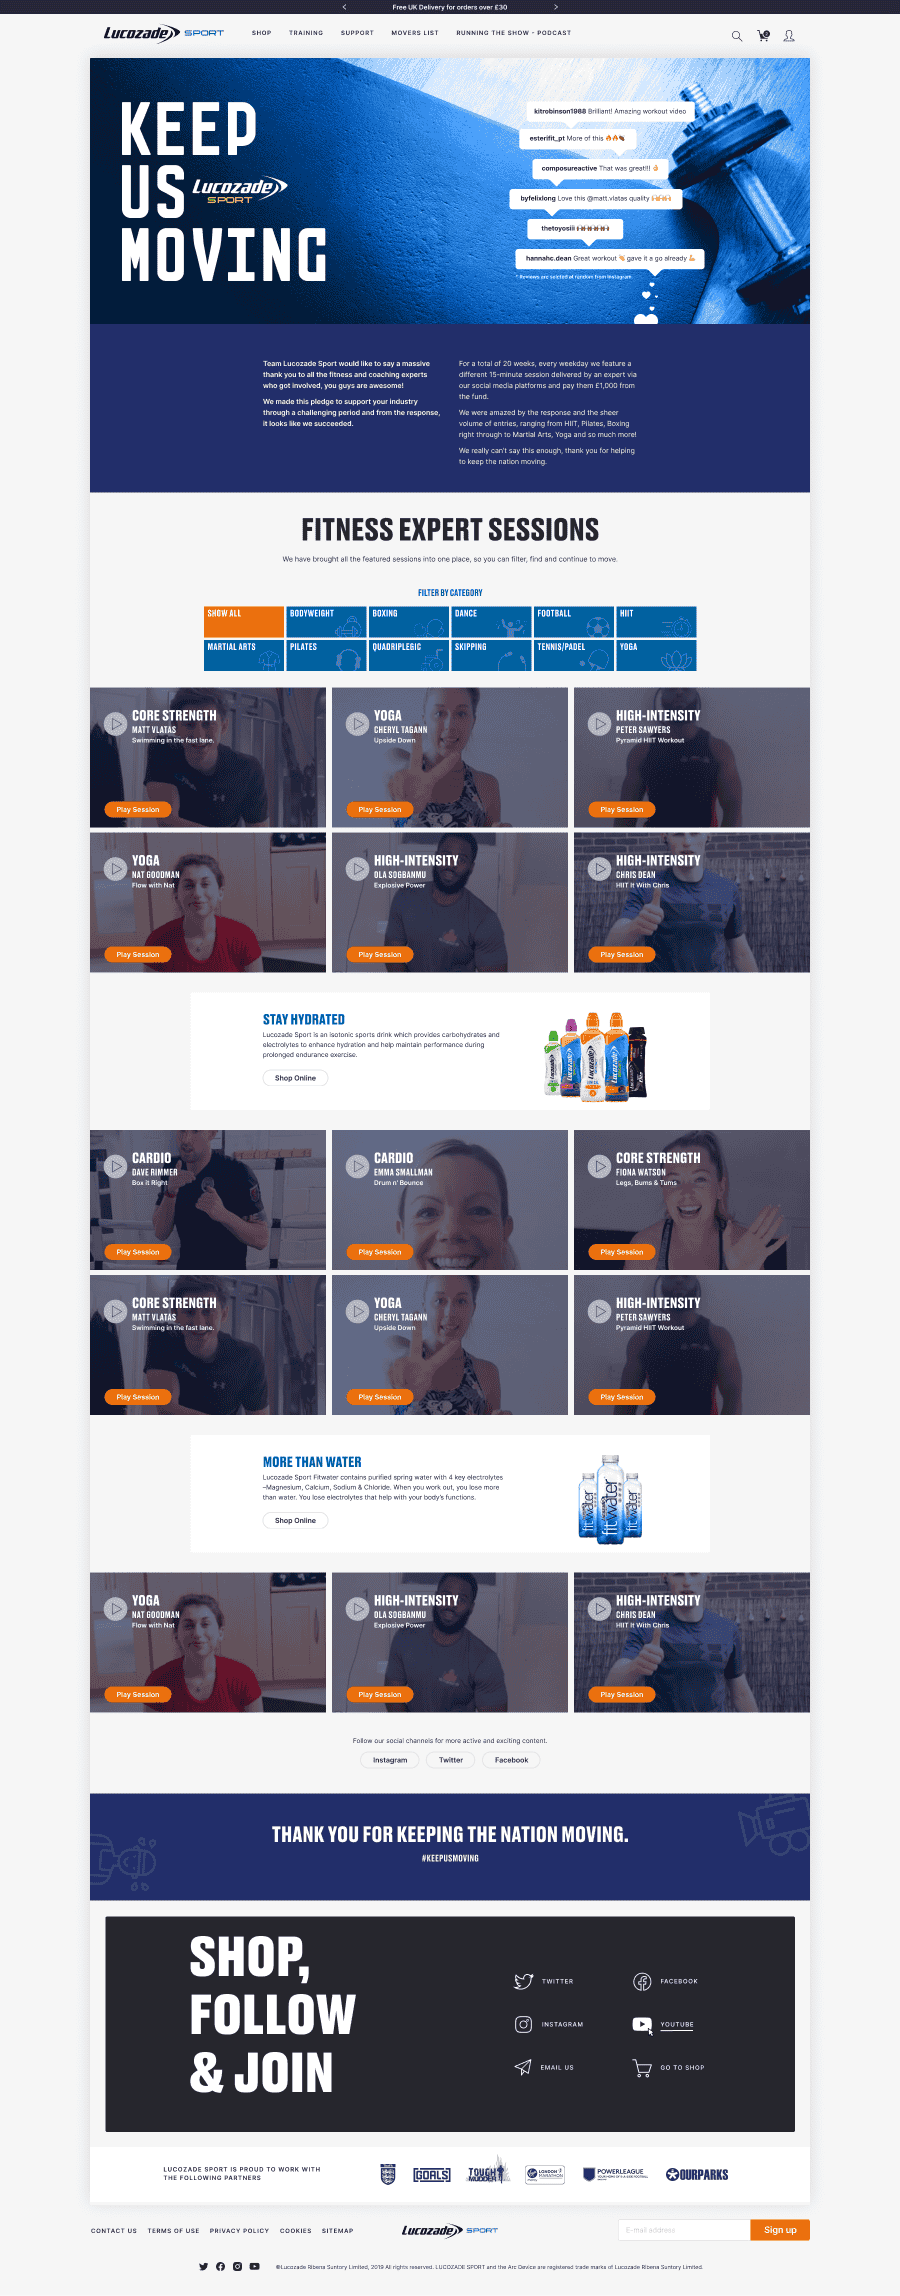 Free UK Delivery for orders over £30
Lucozade SPORT
SHOP
TRAINING
SUPPORT
MOVERS LIST
RUNNING THE SHOW - PODCAST
KEEP
US Lucozade SPORT
MOVING
kitrobinson1988 Brilliant! Amazing workout video
esterifit_pt More of this 🔥🔥
composureactive That was great!!! 👌
byfelixlong Love this @matt.vlatas quality 🙌🙌🙌
thetoyosiii
hannahc.dean Great workout 👏 gave it a go already 💪
* Reviews are selcted at random from Instagram.
Team Lucozade Sport would like to say a massive
thank you to all the fitness and coaching experts
who got involved, you guys are awesome!
We made this pledge to support your industry
through a challenging period and from the response,
it looks like we succeeded.
For a total of 20 weeks, every weekday we feature a
different 15-minute session delivered by an expert via
our social media platforms and pay them £1,000 from
the fund.
We were amazed by the response and the sheer
volume of entries, ranging from HIIT, Pilates, Boxing
right through to Martial Arts, Yoga and so much more!
We really can't say this enough, thank you for helping
to keep the nation moving.
FITNESS EXPERT SESSIONS
We have brought all the featured sessions into one place, so you can filter, find and continue to move.
FILTER BY CATEGORY
SHOW ALL
BODYWEIGHT
BOXING
DANCE
FOOTBALL
HIIT
MARTIAL ARTS
PILATES
QUADRIPLEGIC
SKIPPING
TENNIS/PADEL
YOGA
CORE STRENGTH
MATT VLATAS
Swimming in the fast lane.
Play Session
YOGA
CHERYL TAGANN
Upside Down
Play Session
HIGH-INTENSITY
PETER SAWYERS
Pyramid HIIT Workout
Play Session
YOGA
NAT GOODMAN
Flow with Nat
Play Session
HIGH-INTENSITY
OLA SOGBANMU
Explosive Power
Play Session
HIGH-INTENSITY
CHRIS DEAN
HIIT It With Chris
Play Session
STAY HYDRATED
Lucozade Sport is an isotonic sports drink which provides carbohydrates and
electrolytes to enhance hydration and help maintain performance during
prolonged endurance exercise.
Shop Online
CARDIO
DAVE RIMMER
Box it Right
Play Session
CARDIO
EMMA SMALLMAN
Drum n' Bounce
Play Session
CORE STRENGTH
FIONA WATSON
Legs, Bums & Tums
Play Session
CORE STRENGTH
MATT VLATAS
Swimming in the fast lane.
Play Session
YOGA
CHERYL TAGANN
Upside Down
Play Session
HIGH-INTENSITY
PETER SAWYERS
Pyramid HIIT Workout
Play Session
MORE THAN WATER
Lucozade Sport Fitwater contains purified spring water with 4 key electrolytes
–Magnesium, Calcium, Sodium & Chloride. When you work out, you lose more
than water. You lose electrolytes that help with your body's functions.
Shop Online
fitwater
fitwater
fitwater
YOGA
NAT GOODMAN
Flow with Nat
Play Session
HIGH-INTENSITY
OLA SOGBANMU
Explosive Power
Play Session
HIGH-INTENSITY
CHRIS DEAN
HIIT It With Chris
Play Session
Follow our social channels for more active and exciting content.
Instagram
Twitter
Facebook
THANK YOU FOR KEEPING THE NATION MOVING.
#KEEPUSMOVING
SHOP,
FOLLOW
& JOIN
TWITTER
FACEBOOK
INSTAGRAM
YOUTUBE
EMAIL US
GO TO SHOP
LUCOZADE SPORT IS PROUD TO WORK WITH
THE FOLLOWING PARTNERS
GOALS
TOUGH MUDDER
LONDON MARATHON
POWERLEAGUE
OURPARKS
CONTACT US
TERMS OF USE
PRIVACY POLICY
COOKIES
SITEMAP
Lucozade SPORT
E-mail address
Sign up
©Lucozade Ribena Suntory Limited, 2019 All rights reserved. LUCOZADE SPORT and the Arc Device are registered trade marks of Lucozade Ribena Suntory Limited.